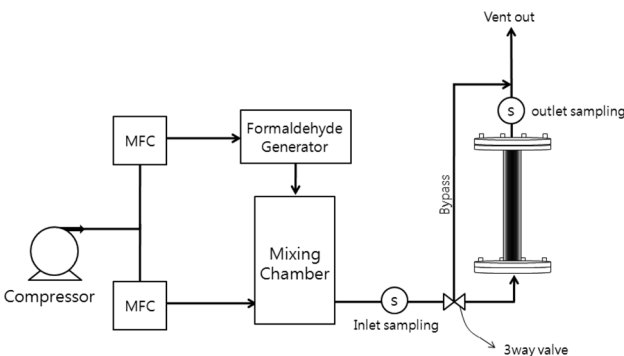 Vent out
S
outlet sampling
MFC
Formaldehyde
Generator
Bypass
Mixing
Chamber
Compressor
MFC
S
Inlet sampling
3way valve